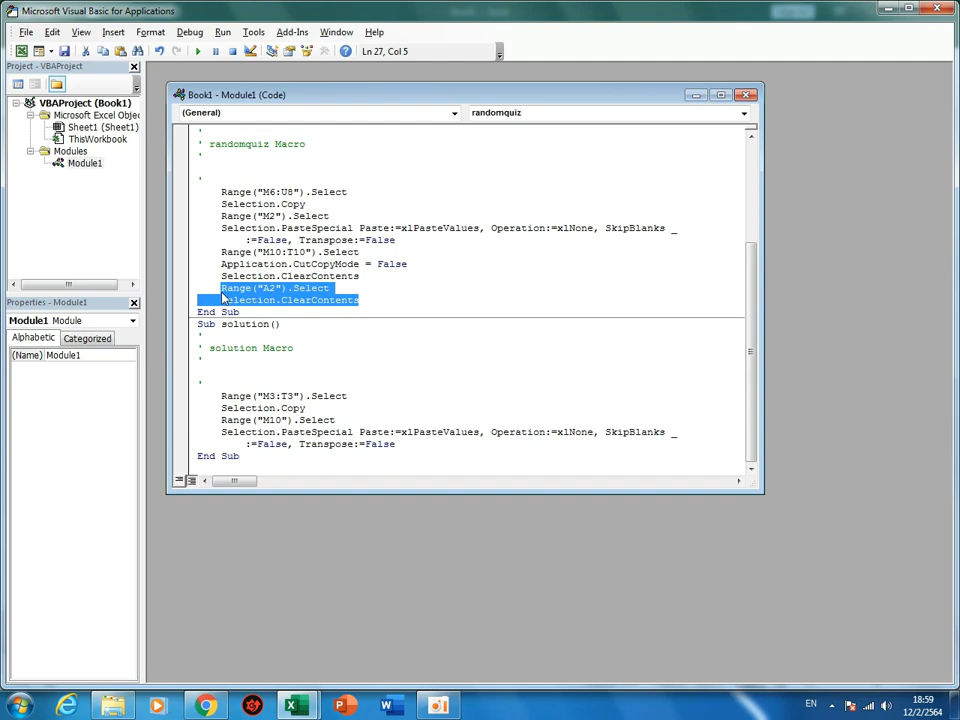 Microsoft Visual Basic for Applications
File Edit View Insert Format Debug Run Tools Add-Ins Window Help
Ln 27, Col 5
Project - VBAProject
VBAProject (Book1)
Microsoft Excel Objec
Sheet1 (Sheet1)
ThisWorkbook
Modules
Module1
Properties - Module1
Module1 Module
Alphabetic Categorized
(Name) Module1
Book1 - Module1 (Code)
(General) randomquiz
'
' randomquiz Macro
'
'
Range("M6:U8").Select
Selection.Copy
Range("M2").Select
Selection.PasteSpecial Paste:=xlPasteValues, Operation:=xlNone, SkipBlanks _
:=False, Transpose:=False
Range("M10:T10").Select
Application.CutCopyMode = False
Selection.ClearContents
Range("A2").Select
Selection.ClearContents
End Sub
Sub solution()
'
' solution Macro
'
'
Range("M3:T3").Select
Selection.Copy
Range("M10").Select
Selection.PasteSpecial Paste:=xlPasteValues, Operation:=xlNone, SkipBlanks _
:=False, Transpose:=False
End Sub
EN
18:59
12/2/2564